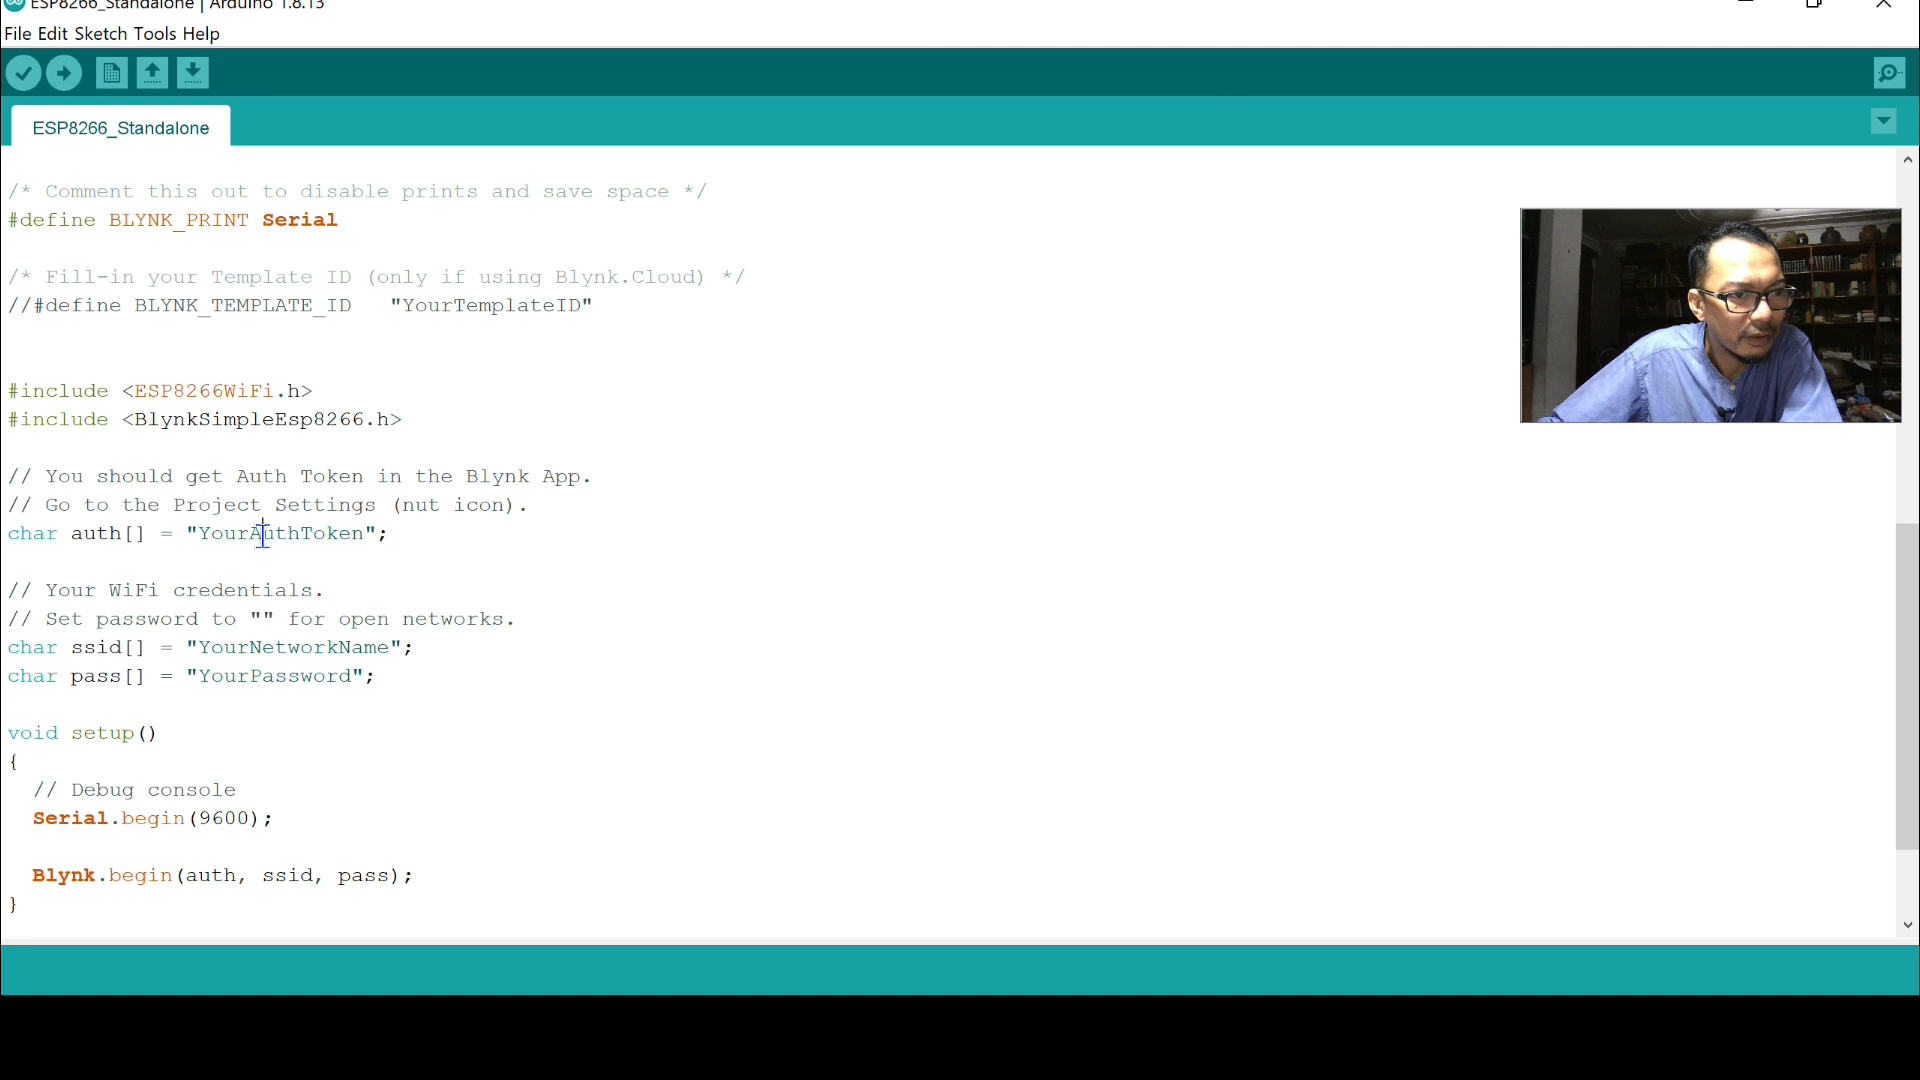 ESP8266_Standalone | Arduino 1.8.13
File Edit Sketch Tools Help
ESP8266_Standalone
/* Comment this out to disable prints and save space */
#define BLYNK_PRINT Serial
/* Fill-in your Template ID (only if using Blynk.Cloud) */
//#define BLYNK_TEMPLATE_ID   "YourTemplateID"
#include <ESP8266WiFi.h>
#include <BlynkSimpleEsp8266.h>
// You should get Auth Token in the Blynk App.
// Go to the Project Settings (nut icon).
char auth[] = "YourAuthToken";
// Your WiFi credentials.
// Set password to "" for open networks.
char ssid[] = "YourNetworkName";
char pass[] = "YourPassword";
void setup()
{
  // Debug console
  Serial.begin(9600);
  Blynk.begin(auth, ssid, pass);
}